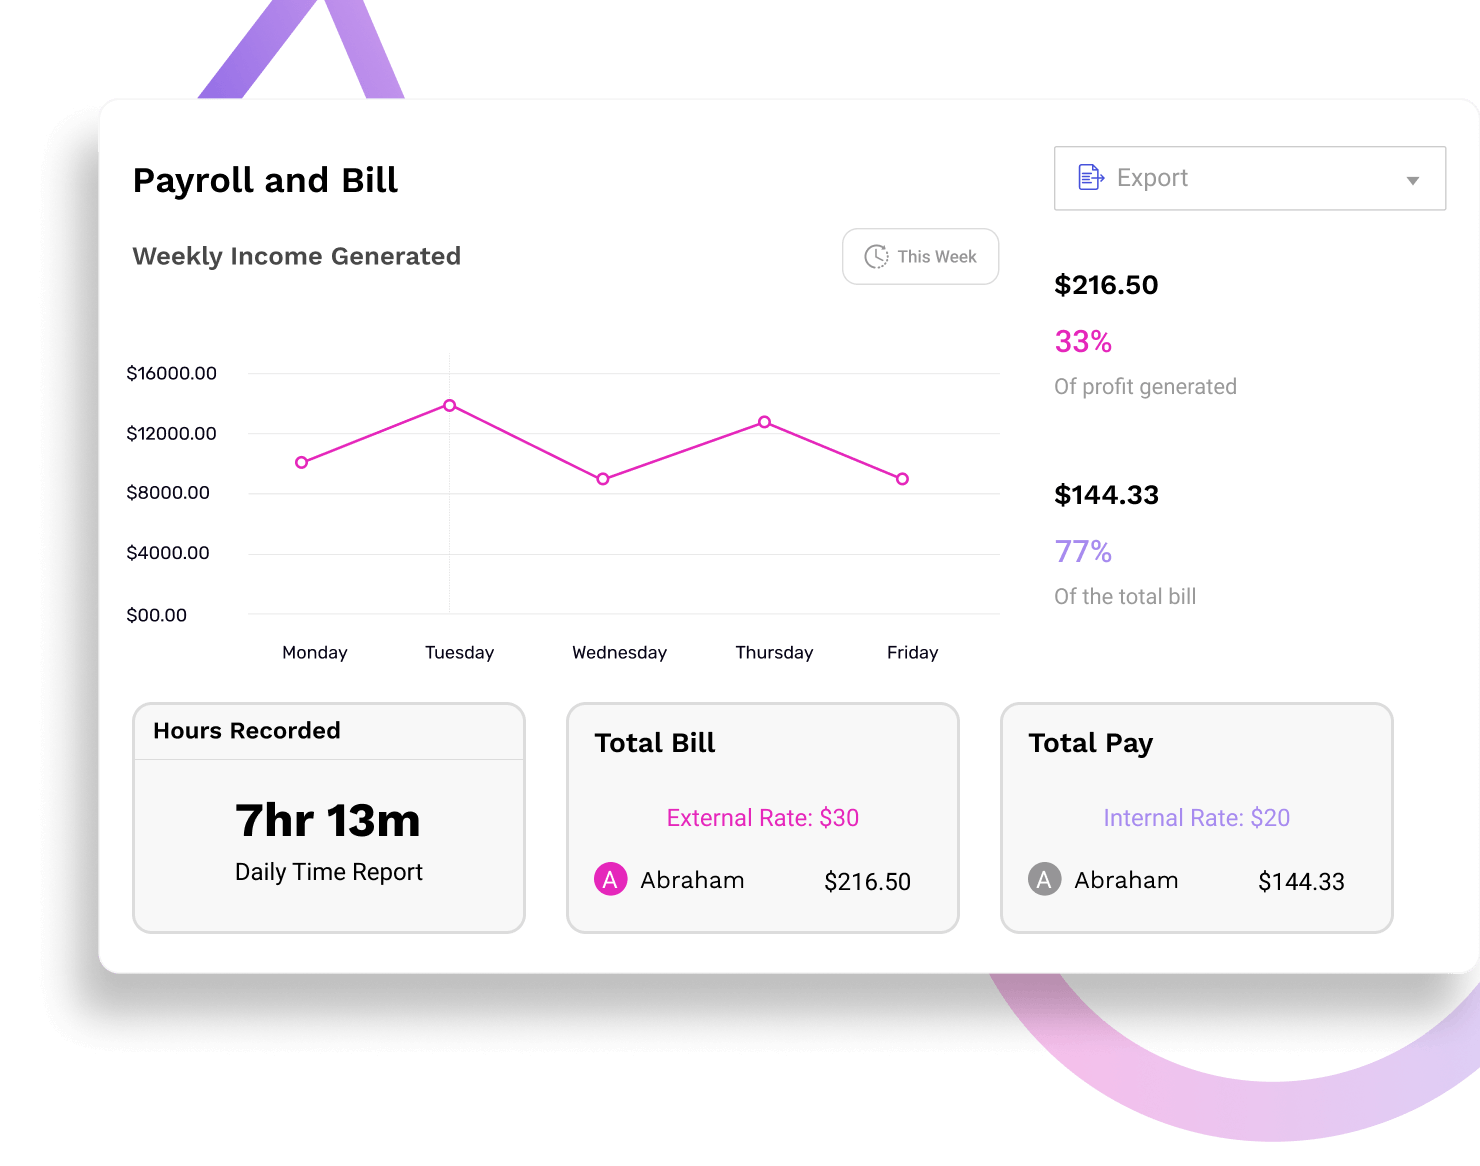 Payroll and Bill
Export
Weekly Income Generated
This Week
$216.50
33%
Of profit generated
$16000.00
$12000.00
$8000.00
$4000.00
$00.00
Monday Tuesday Wednesday Thursday Friday
$144.33
77%
Of the total bill
Hours Recorded
7hr 13m
Daily Time Report
Total Bill
External Rate: $30
A Abraham $216.50
Total Pay
Internal Rate: $20
A Abraham $144.33